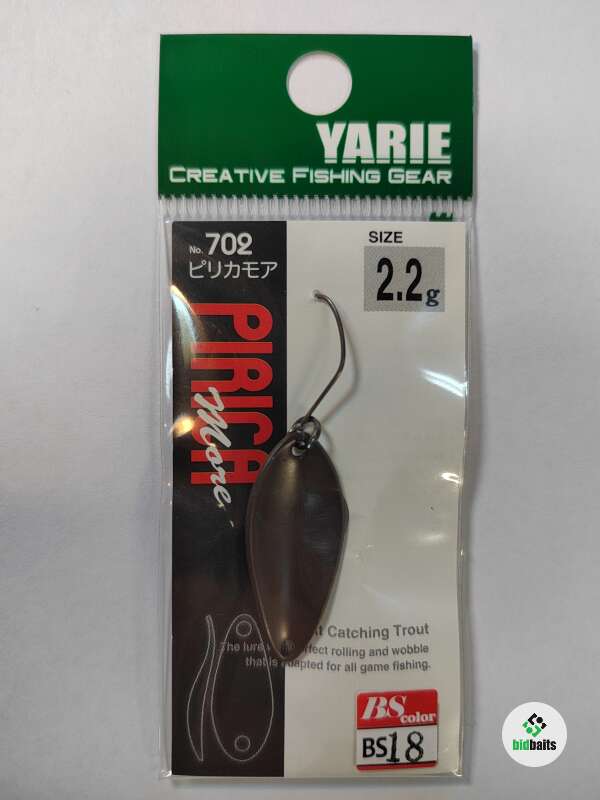 YARIE
CREATIVE FISHING GEAR
No. 702
ピリカモア
SIZE
2.2g
PIRICA
More
Catching Trout
The lure rolling and wobble
that is adapted for all game fishing.
BS color
BS18
bidbaits